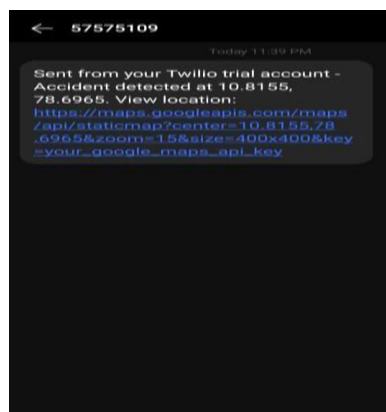 ← 57575109
Today 11:39 PM
Sent from your Twilio trial account -
Accident detected at 10.8155,
78.6965. View location:
https://maps.googleapis.com/maps
/api/staticmap?center=10.8155,78
.6965&zoom=15&size=400x400&key
=your_google_maps_api_key